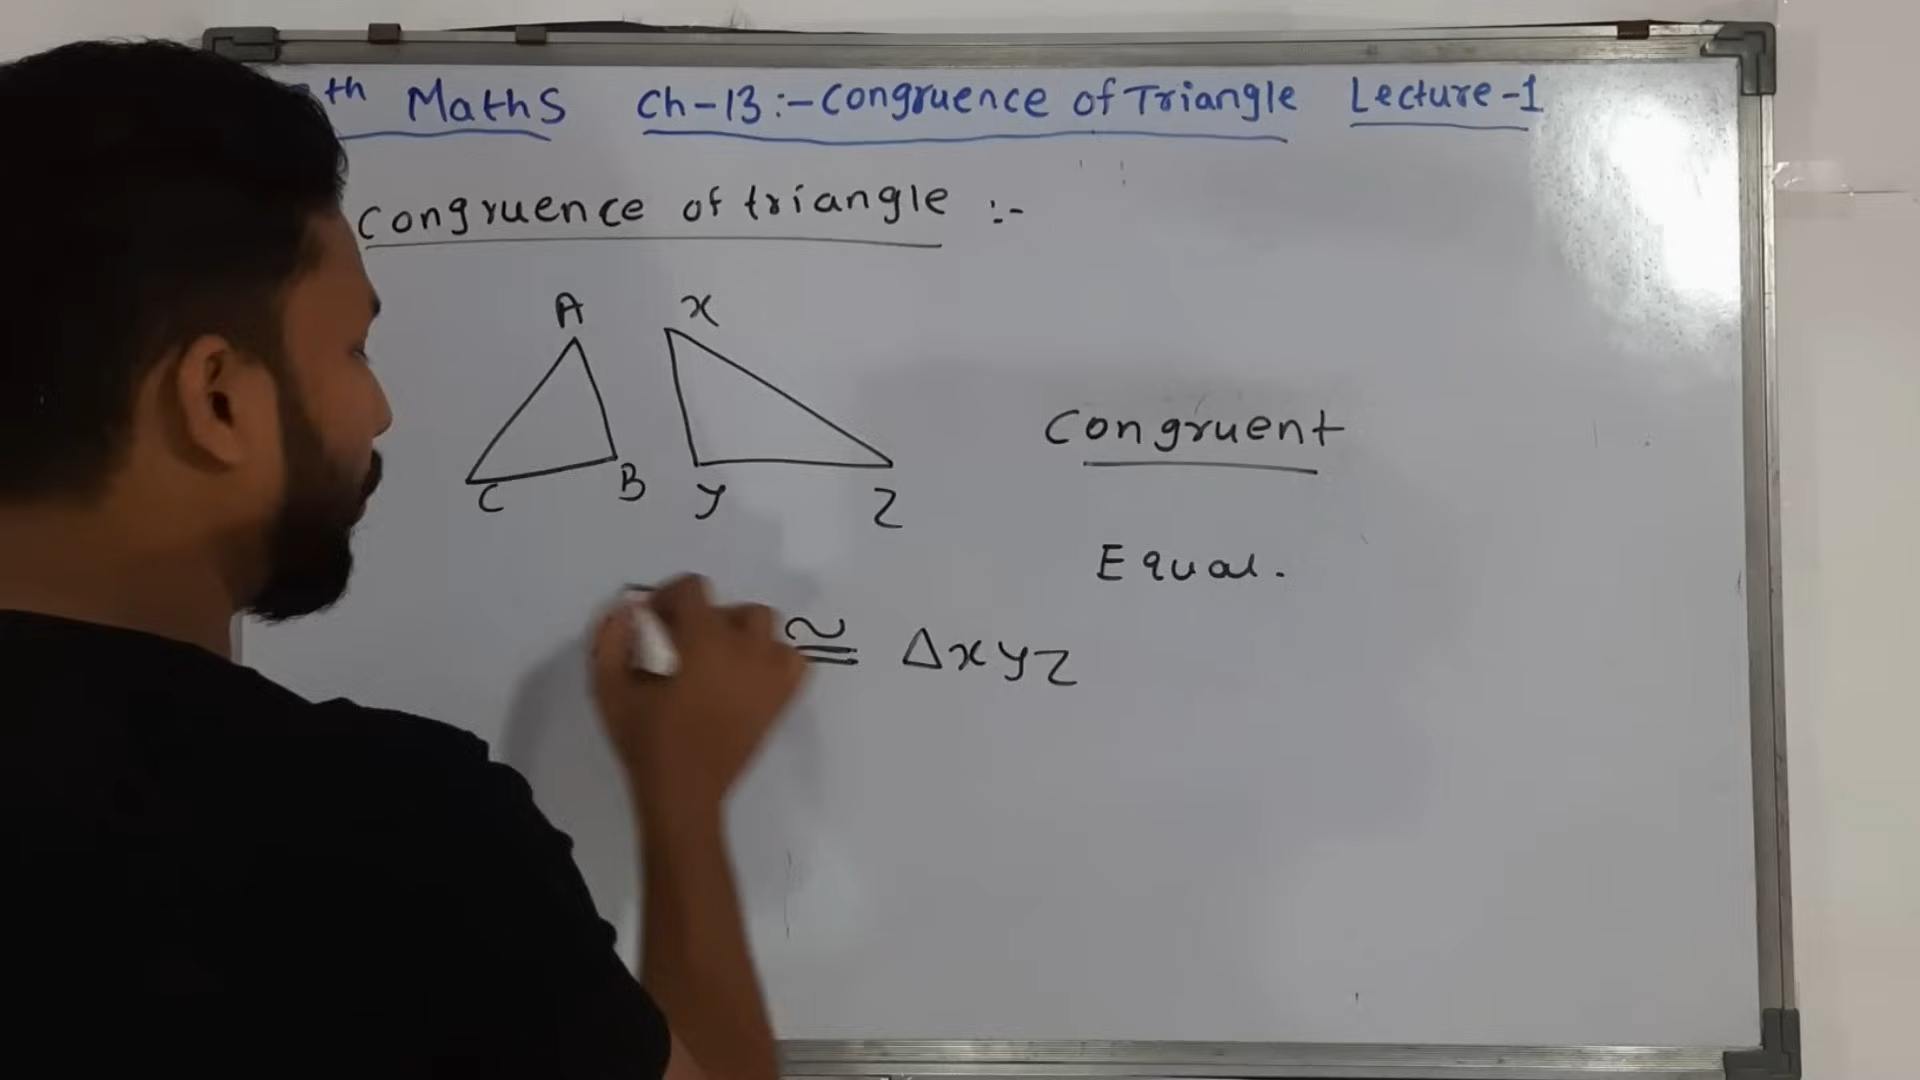 th Maths Ch-13:- Congruence of Triangle Lecture-1
Congruence of triangle :-
A x
C B y Z
Congruent
Equal.
≅ Δxyz